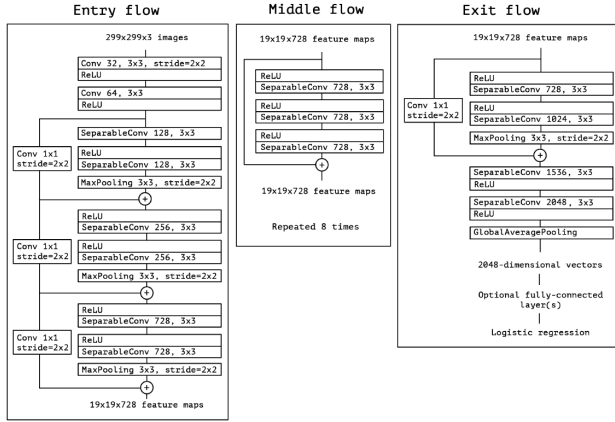 Entry flow
299x299x3 images
Conv 32, 3x3, stride=2x2
ReLU
Conv 64, 3x3
ReLU
SeparableConv 128, 3x3
Conv 1x1
stride=2x2
ReLU
SeparableConv 128, 3x3
MaxPooling 3x3, stride=2x2
+
ReLU
SeparableConv 256, 3x3
Conv 1x1
stride=2x2
ReLU
SeparableConv 256, 3x3
MaxPooling 3x3, stride=2x2
+
ReLU
SeparableConv 728, 3x3
Conv 1x1
stride=2x2
ReLU
SeparableConv 728, 3x3
MaxPooling 3x3, stride=2x2
+
19x19x728 feature maps
Middle flow
19x19x728 feature maps
ReLU
SeparableConv 728, 3x3
ReLU
SeparableConv 728, 3x3
ReLU
SeparableConv 728, 3x3
+
19x19x728 feature maps
Repeated 8 times
Exit flow
19x19x728 feature maps
ReLU
SeparableConv 728, 3x3
Conv 1x1
stride=2x2
ReLU
SeparableConv 1024, 3x3
MaxPooling 3x3, stride=2x2
+
SeparableConv 1536, 3x3
ReLU
SeparableConv 2048, 3x3
ReLU
GlobalAveragePooling
2048-dimensional vectors
Optional fully-connected
layer(s)
Logistic regression